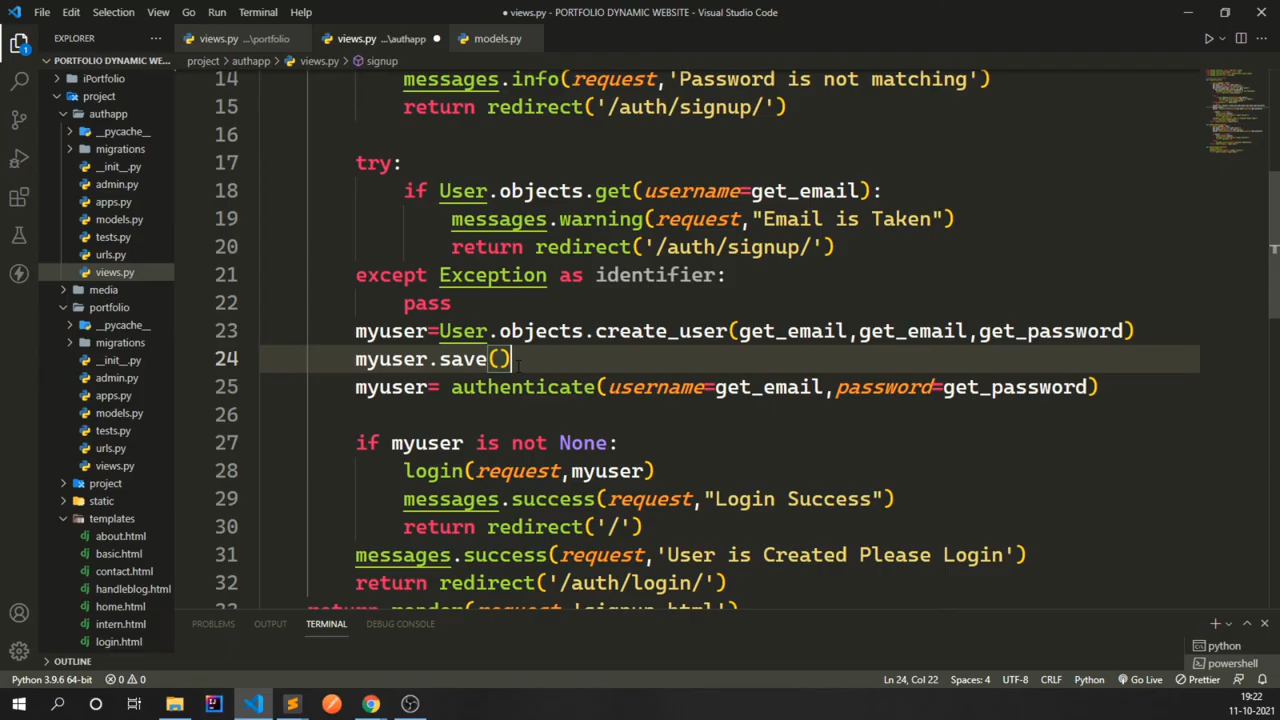 File Edit Selection View Go Run Terminal Help
● views.py - PORTFOLIO DYNAMIC WEBSITE - Visual Studio Code
EXPLORER
views.py ...\portfolio
views.py ...\authapp ●
models.py
PORTFOLIO DYNAMIC WE...
project > authapp > views.py > signup
iPortfolio
project
authapp
__pycache__
migrations
__init__.py
admin.py
apps.py
models.py
tests.py
urls.py
views.py
media
portfolio
__pycache__
migrations
__init__.py
admin.py
apps.py
models.py
tests.py
urls.py
views.py
project
static
templates
about.html
basic.html
contact.html
handleblog.html
home.html
intern.html
login.html
OUTLINE
14 messages.info(request,'Password is not matching')
15 return redirect('/auth/signup/')
16
17 try:
18 if User.objects.get(username=get_email):
19 messages.warning(request,"Email is Taken")
20 return redirect('/auth/signup/')
21 except Exception as identifier:
22 pass
23 myuser=User.objects.create_user(get_email,get_email,get_password)
24 myuser.save()
25 myuser= authenticate(username=get_email,password=get_password)
26
27 if myuser is not None:
28 login(request,myuser)
29 messages.success(request,"Login Success")
30 return redirect('/')
31 messages.success(request,'User is Created Please Login')
32 return redirect('/auth/login/')
33 return render(request,'signup.html')
PROBLEMS OUTPUT TERMINAL DEBUG CONSOLE
python
powershell
Python 3.9.6 64-bit 0 0
Ln 24, Col 22 Spaces: 4 UTF-8 CRLF Python Go Live Prettier
19:22
11-10-2021